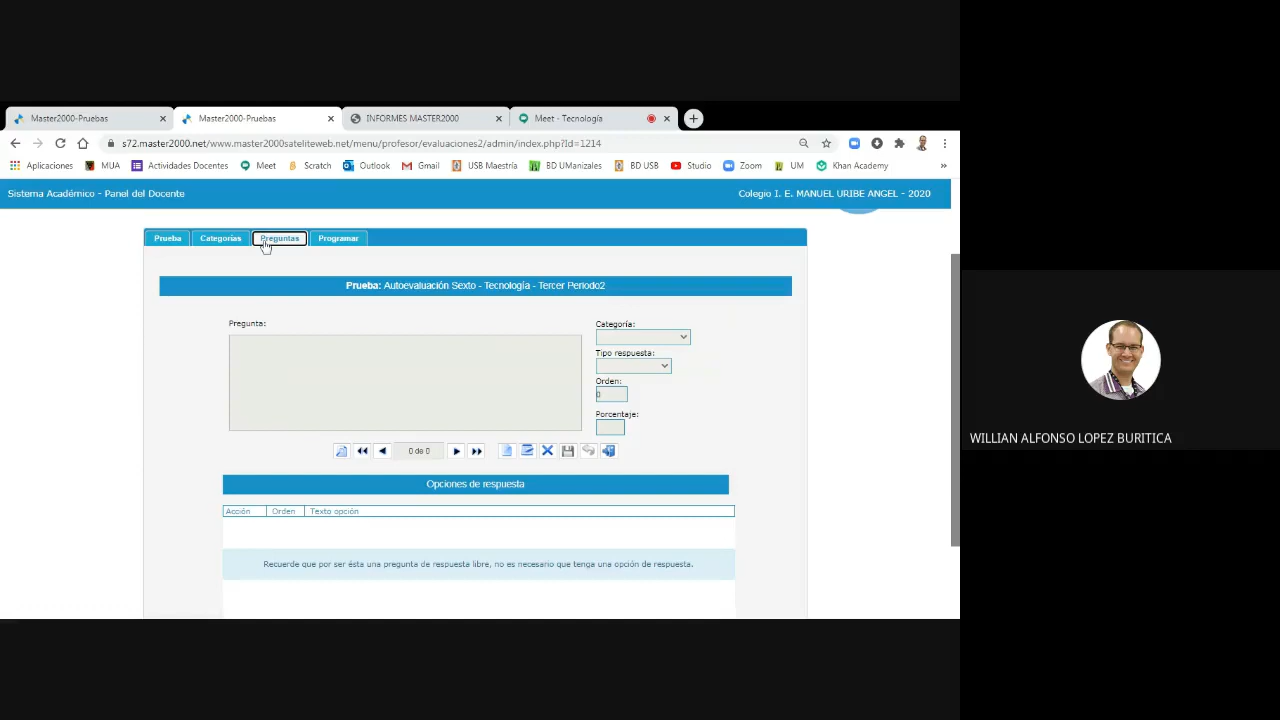 Master2000-Pruebas
Master2000-Pruebas
INFORMES MASTER2000
Meet - Tecnología
s72.master2000.net/www.master2000sateliteweb.net/menu/profesor/evaluaciones2/admin/index.php?Id=1214
Aplicaciones MUA Actividades Docentes Meet Scratch Outlook Gmail USB Maestría BD UManizales BD USB Studio Zoom UM Khan Academy »
Sistema Académico - Panel del Docente
Colegio I. E. MANUEL URIBE ANGEL - 2020
Prueba Categorías Preguntas Programar
Prueba: Autoevaluación Sexto - Tecnología - Tercer Periodo2
Pregunta:
Categoría:
Tipo respuesta:
Orden:
0
Porcentaje:
0 de 0
Opciones de respuesta
Acción Orden Texto opción
Recuerde que por ser ésta una pregunta de respuesta libre, no es necesario que tenga una opción de respuesta.
WILLIAN ALFONSO LOPEZ BURITICA